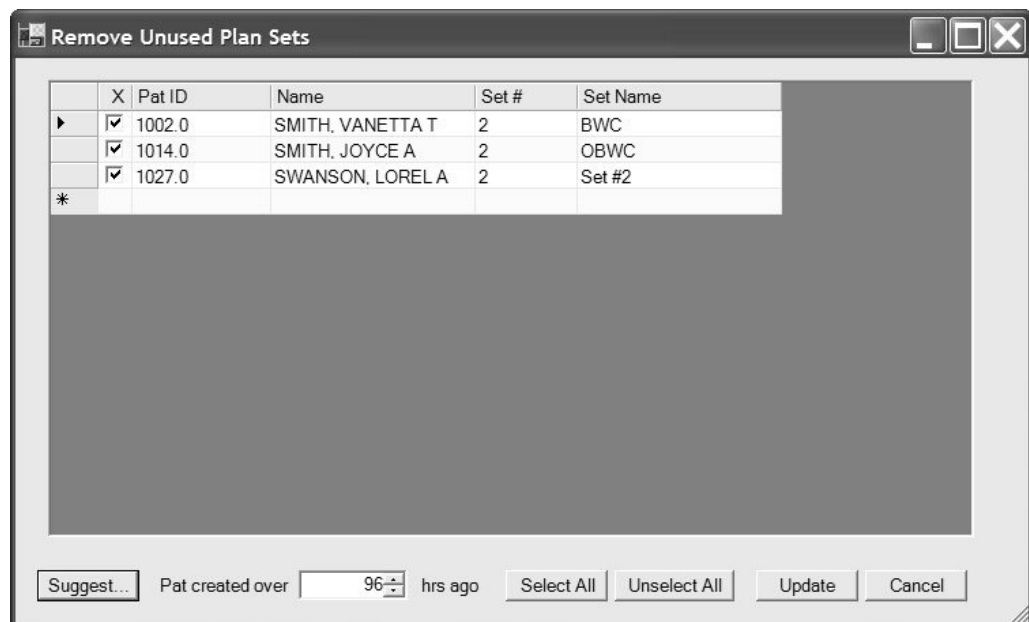 Remove Unused Plan Sets
X Pat ID Name Set # Set Name
1002.0 SMITH, VANETTA T 2 BWC
1014.0 SMITH, JOYCE A 2 OBWC
1027.0 SWANSON, LOREL A 2 Set #2
*
Suggest... Pat created over 96 hrs ago Select All Unselect All Update Cancel